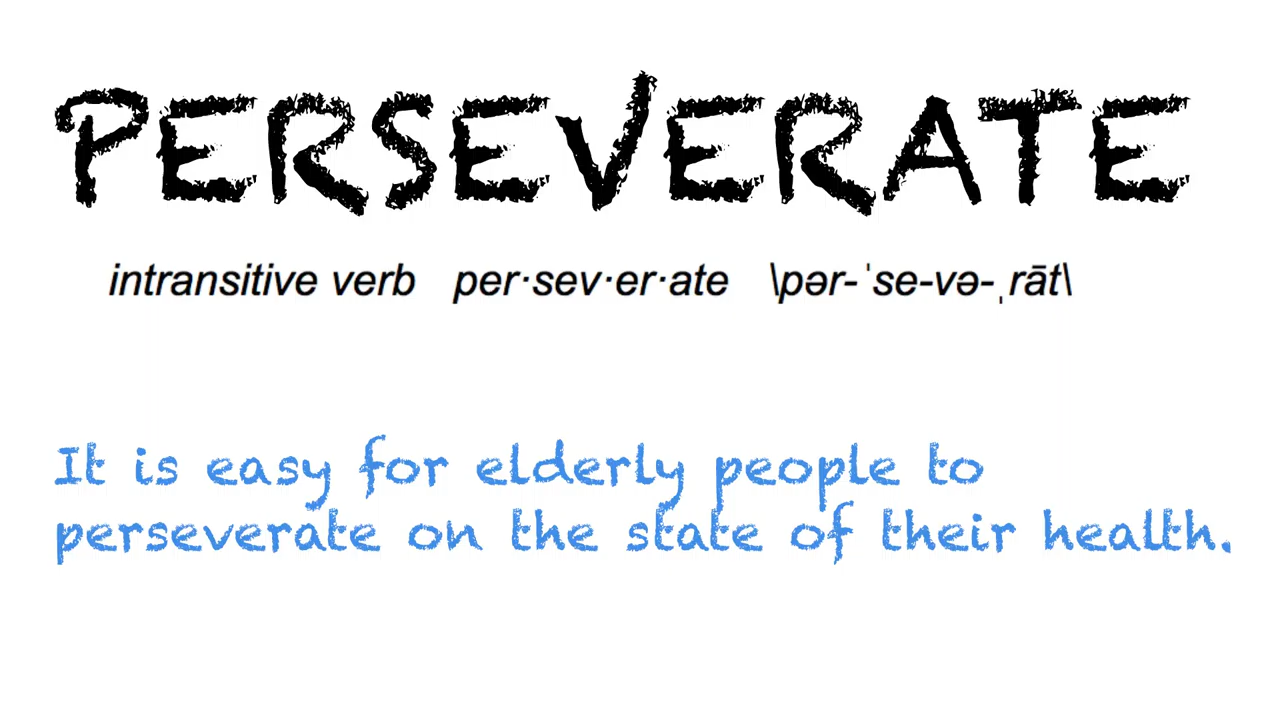 PERSEVERATE
intransitive verb per·sev·er·ate \pər-ˈse-və-ˌrāt\
It is easy for elderly people to
perseverate on the state of their health.